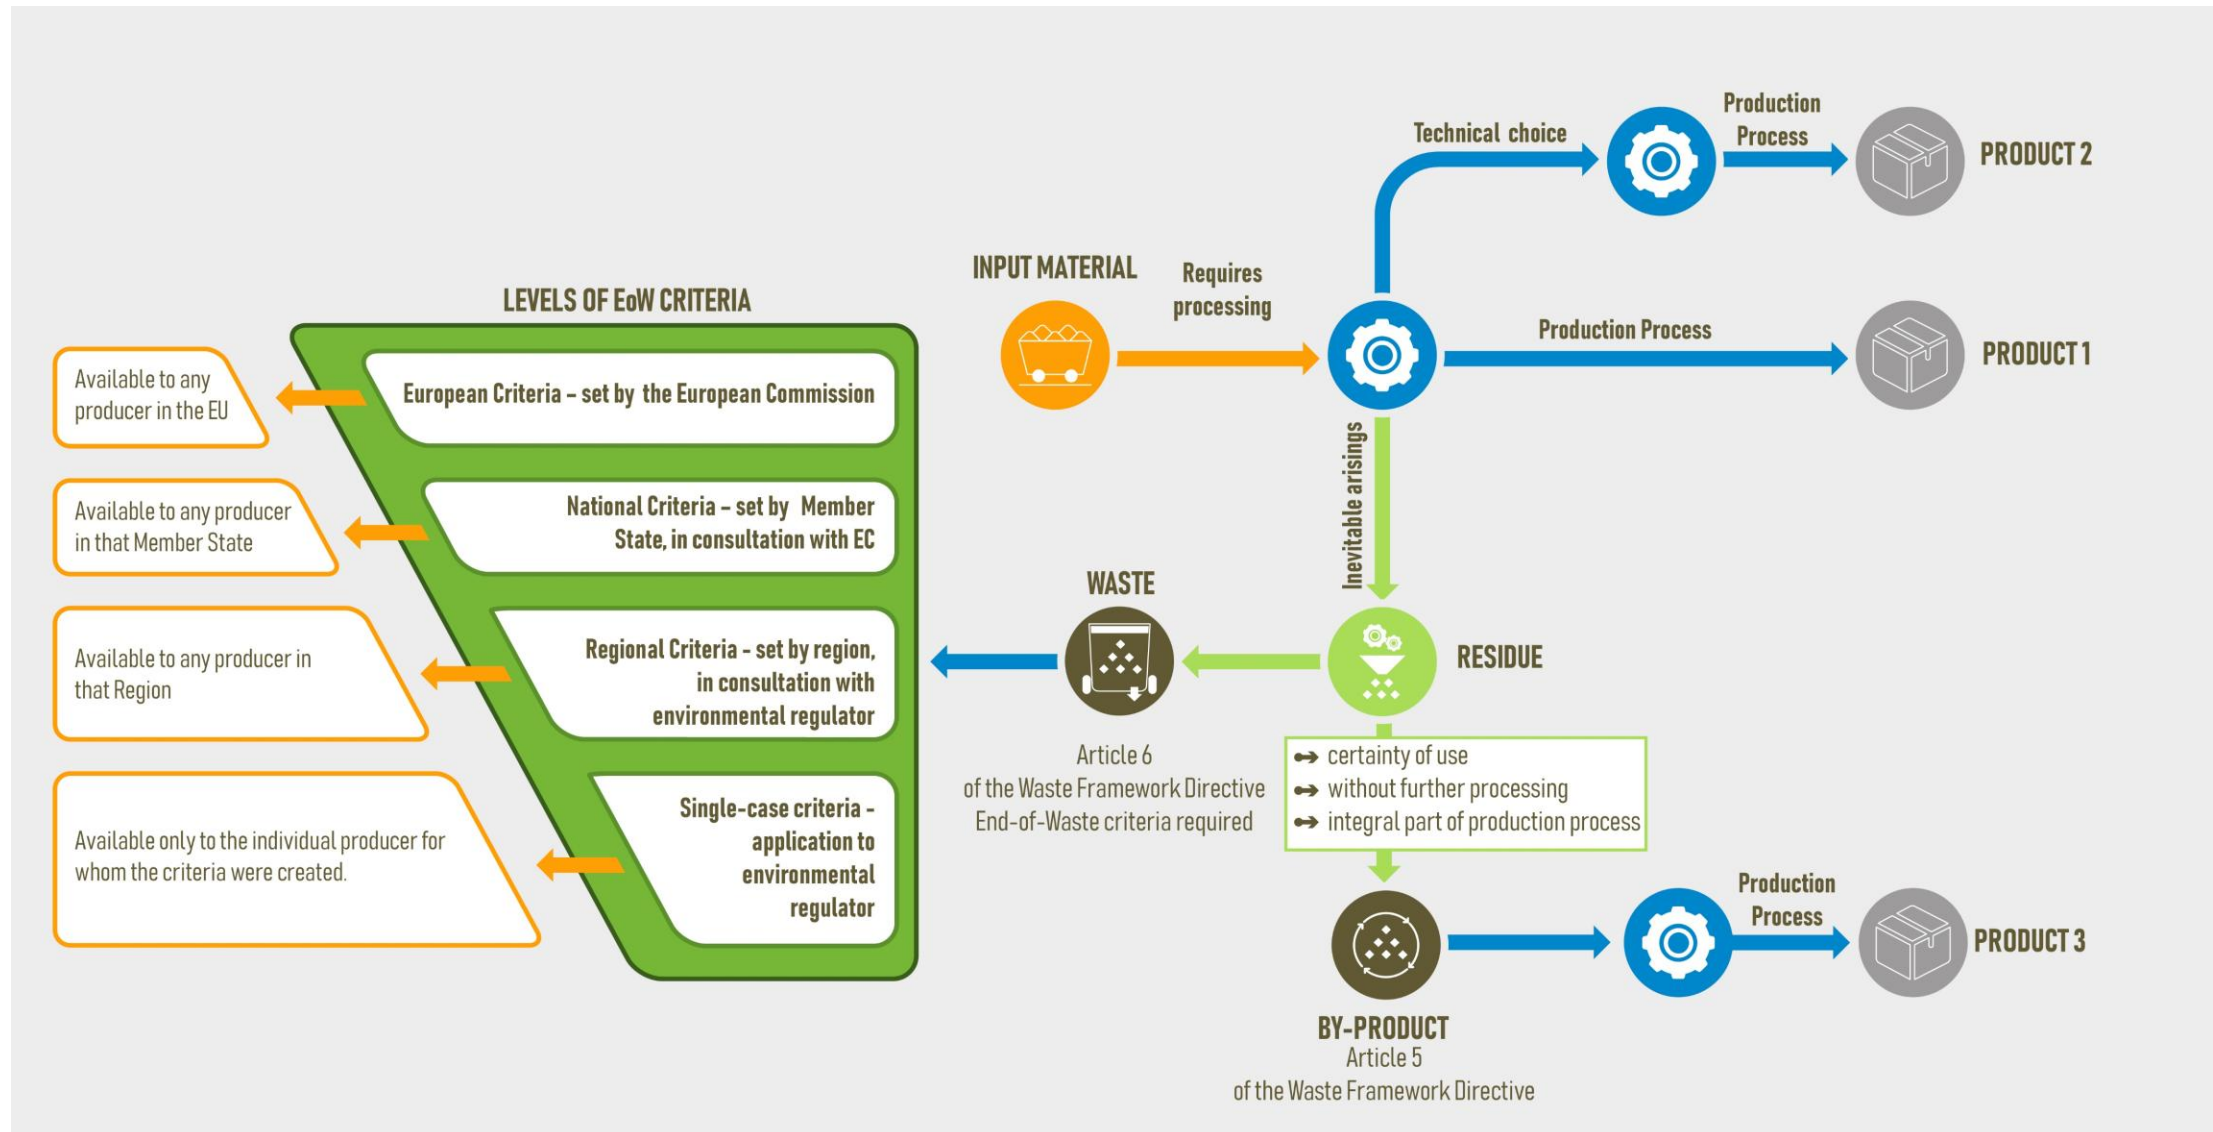 LEVELS OF EoW CRITERIA
Available to any
producer in the EU
European Criteria – set by the European Commission
Available to any producer
in that Member State
National Criteria – set by Member
State, in consultation with EC
Available to any producer in
that Region
Regional Criteria - set by region,
in consultation with
environmental regulator
Available only to the individual producer for
whom the criteria were created.
Single-case criteria -
application to
environmental
regulator
INPUT MATERIAL
Requires
processing
Technical choice
Production
Process
PRODUCT 2
Production Process
PRODUCT 1
Inevitable arisings
RESIDUE
WASTE
Article 6
of the Waste Framework Directive
End-of-Waste criteria required
certainty of use
without further processing
integral part of production process
BY-PRODUCT
Article 5
of the Waste Framework Directive
Production
Process
PRODUCT 3